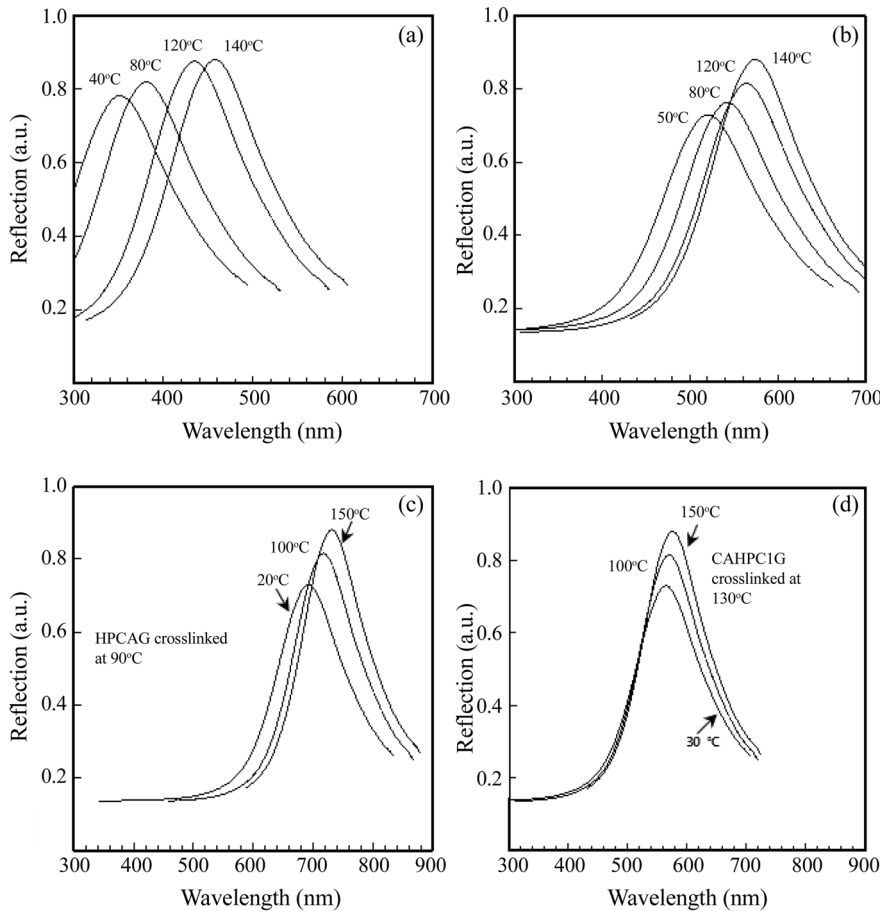 (a)
1.0
0.8
0.6
0.4
0.2
Reflection (a.u.)
40°C
80°C
120°C
140°C
300
400
500
600
700
Wavelength (nm)
(b)
1.0
0.8
0.6
0.4
0.2
Reflection (a.u.)
50°C
80°C
120°C
140°C
300
400
500
600
700
Wavelength (nm)
(c)
1.0
0.8
0.6
0.4
0.2
Reflection (a.u.)
20°C
100°C
150°C
HPCAG crosslinked
at 90°C
300
400
500
600
700
800
900
Wavelength (nm)
(d)
1.0
0.8
0.6
0.4
0.2
Reflection (a.u.)
100°C
150°C
CAHPC1G
crosslinked at
130°C
30 °C
300
400
500
600
700
800
900
Wavelength (nm)